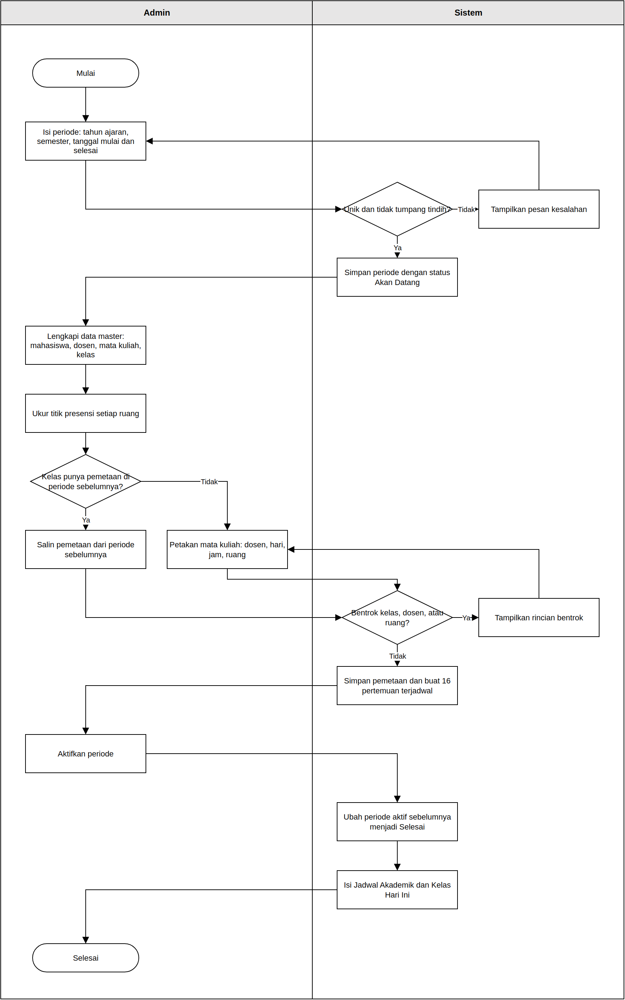 Admin
Sistem
Mulai
Isi periode: tahun ajaran,
semester, tanggal mulai dan
selesai
Unik dan tidak tumpang tindih?
Tidak
Tampilkan pesan kesalahan
Ya
Simpan periode dengan status
Akan Datang
Lengkapi data master:
mahasiswa, dosen, mata kuliah,
kelas
Ukur titik presensi setiap ruang
Kelas punya pemetaan di
periode sebelumnya?
Tidak
Ya
Salin pemetaan dari periode
sebelumnya
Petakan mata kuliah: dosen, hari,
jam, ruang
Bentrok kelas, dosen, atau
ruang?
Ya
Tampilkan rincian bentrok
Tidak
Simpan pemetaan dan buat 16
pertemuan terjadwal
Aktifkan periode
Ubah periode aktif sebelumnya
menjadi Selesai
Isi Jadwal Akademik dan Kelas
Hari Ini
Selesai